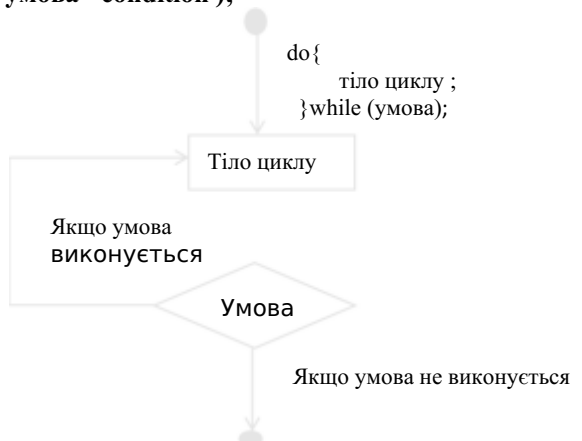 умова - condition );
do{
тіло циклу ;
}while (умова);
Тіло циклу
Якщо умова
виконується
Умова
Якщо умова не виконується